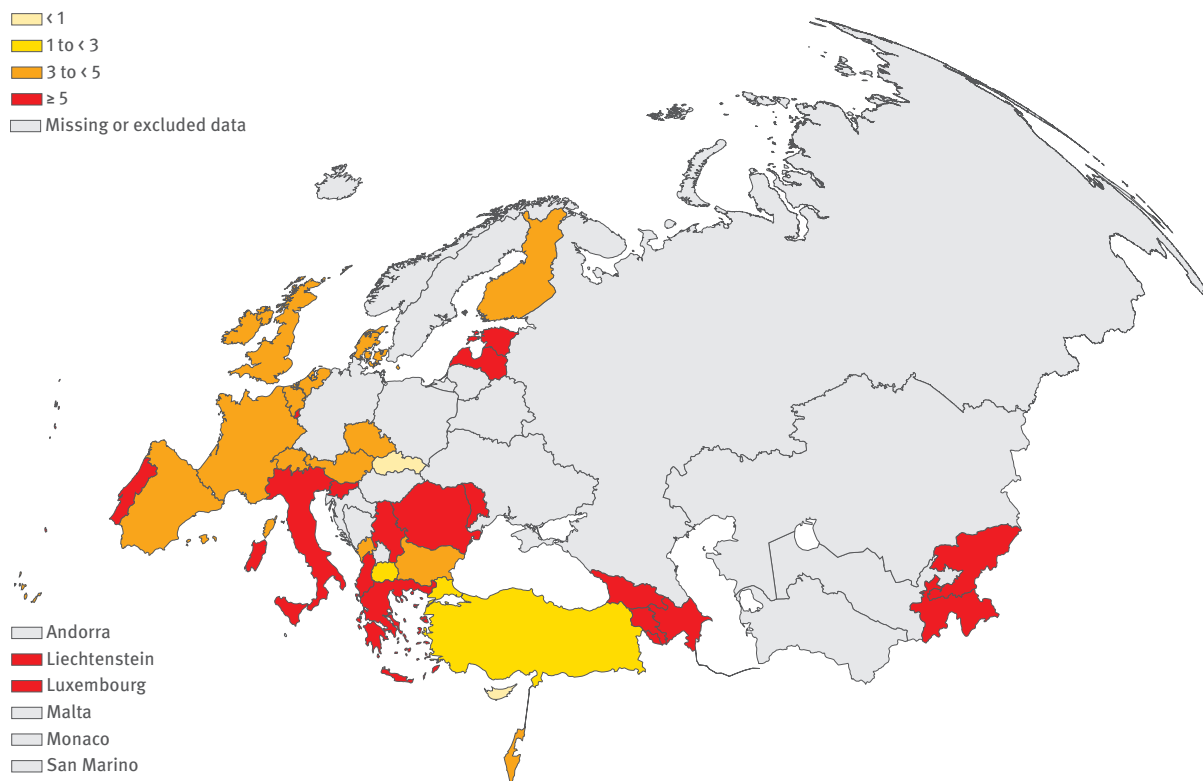 < 1
1 to < 3
3 to < 5
≥ 5
Missing or excluded data
Andorra
Liechtenstein
Luxembourg
Malta
Monaco
San Marino